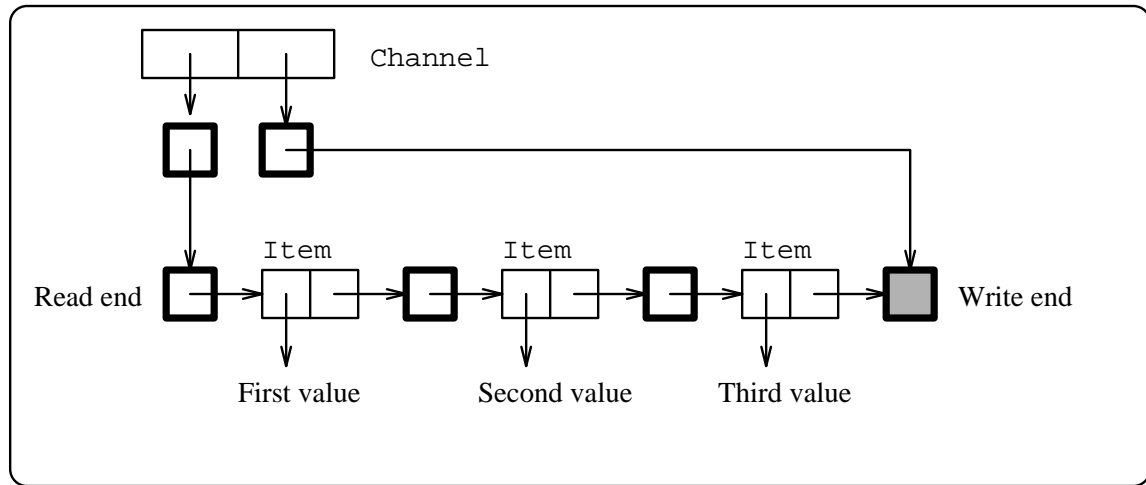 Channel
Item Item Item
Read end Write end
First value Second value Third value